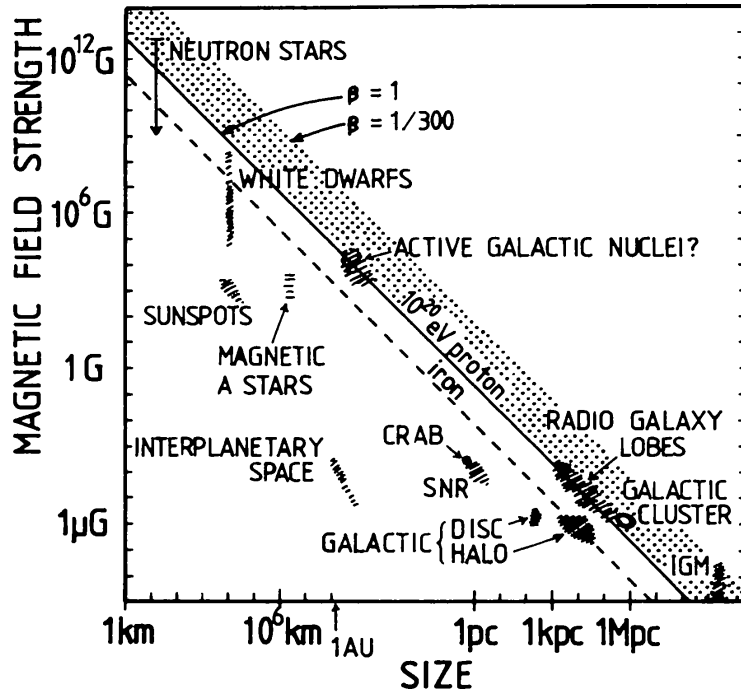 MAGNETIC FIELD STRENGTH
10¹²G
10⁶G
1G
1µG
NEUTRON STARS
β = 1
β = 1/300
WHITE DWARFS
ACTIVE GALACTIC NUCLEI?
SUNSPOTS
MAGNETIC
A STARS
10²⁰ eV proton
iron
INTERPLANETARY
SPACE
CRAB
SNR
RADIO GALAXY
LOBES
GALACTIC
CLUSTER
GALACTIC { DISC
HALO
IGM
1km
10⁶km
1AU
1pc
1kpc
1Mpc
SIZE